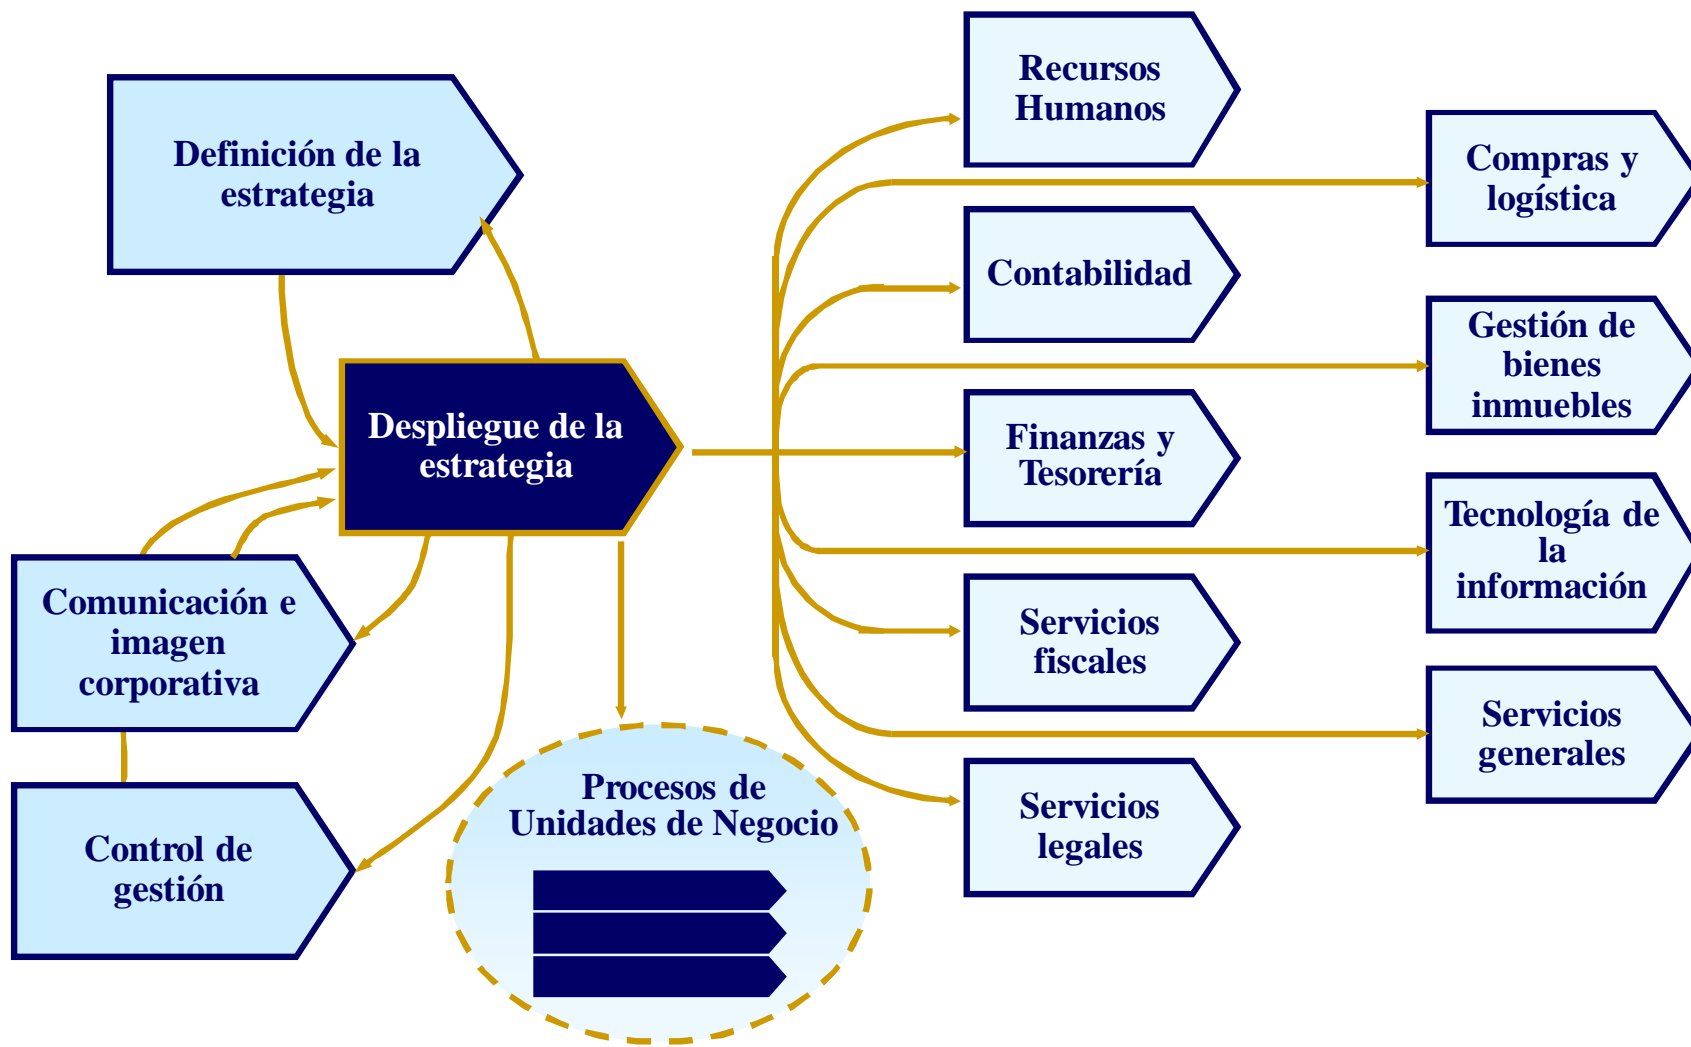 Definición de la
estrategia
Despliegue de la
estrategia
Comunicación e
imagen
corporativa
Control de
gestión
Procesos de
Unidades de Negocio
Recursos
Humanos
Contabilidad
Finanzas y
Tesorería
Servicios
fiscales
Servicios
legales
Compras y
logística
Gestión de
bienes
inmuebles
Tecnología de
la
información
Servicios
generales